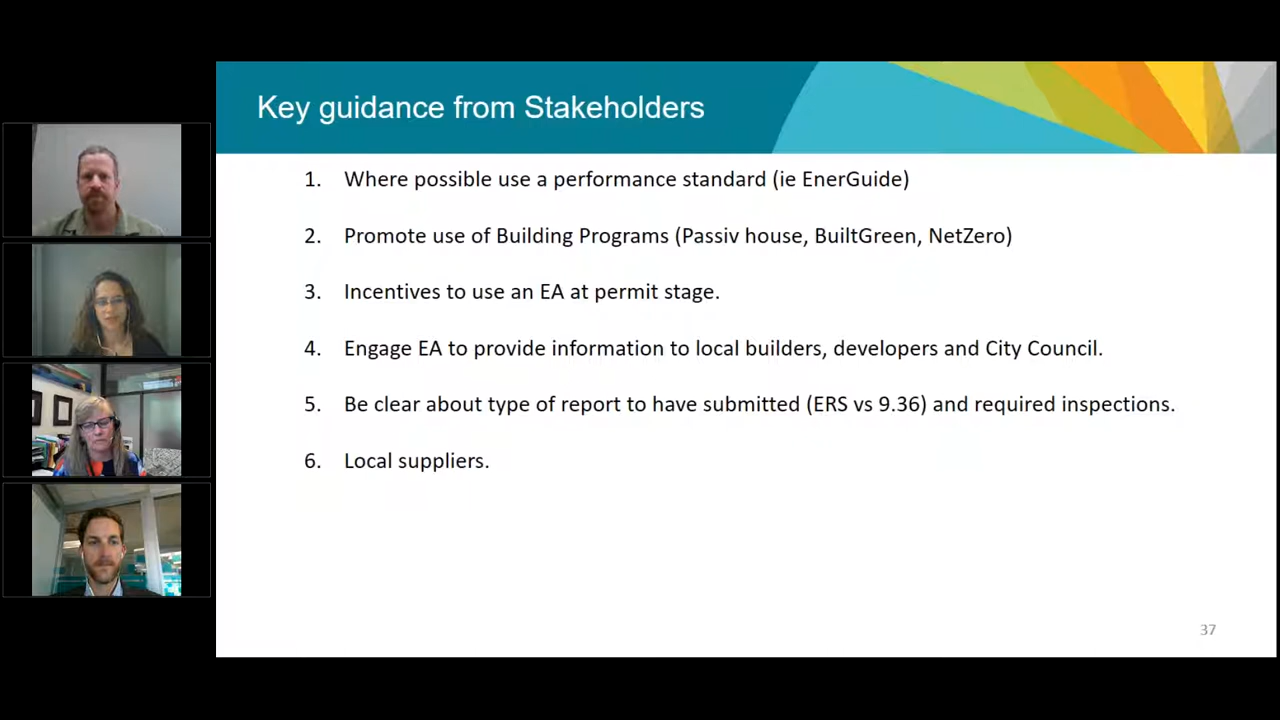 Key guidance from Stakeholders
1. Where possible use a performance standard (ie EnerGuide)
2. Promote use of Building Programs (Passiv house, BuiltGreen, NetZero)
3. Incentives to use an EA at permit stage.
4. Engage EA to provide information to local builders, developers and City Council.
5. Be clear about type of report to have submitted (ERS vs 9.36) and required inspections.
6. Local suppliers.
37